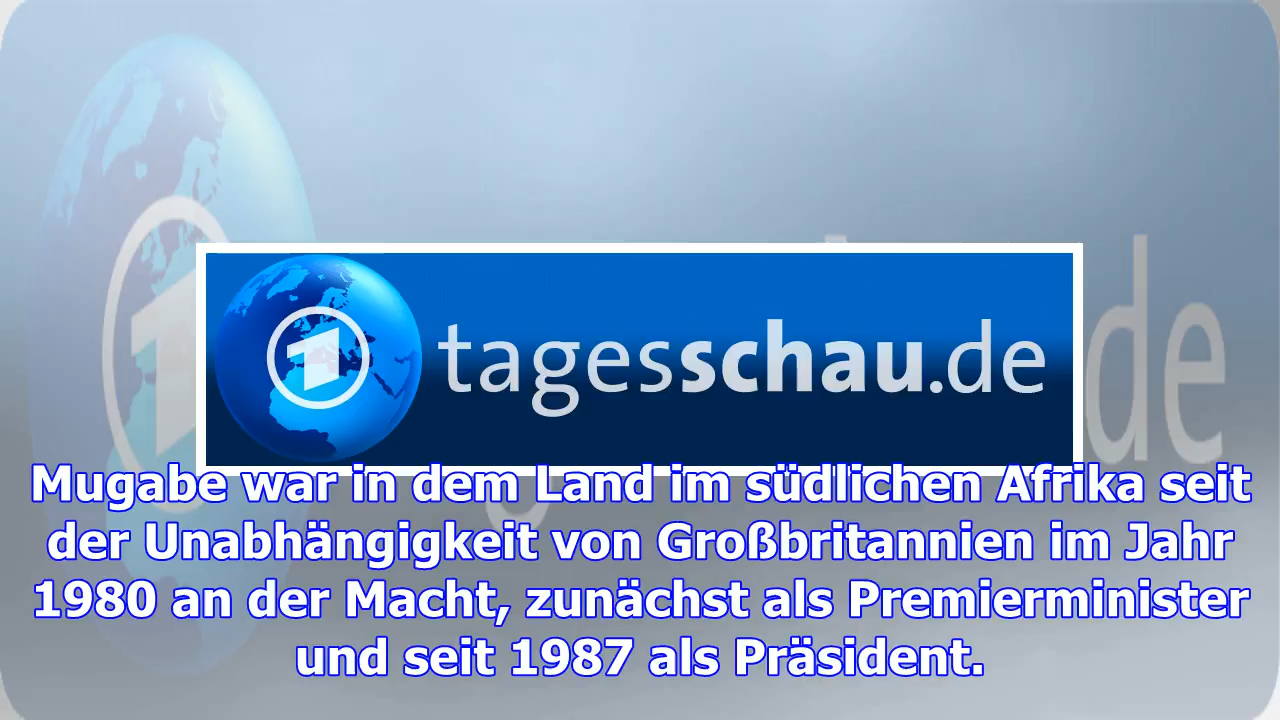 tagesschau.de
de
Mugabe war in dem Land im südlichen Afrika seit
der Unabhängigkeit von Großbritannien im Jahr
1980 an der Macht, zunächst als Premierminister
und seit 1987 als Präsident.